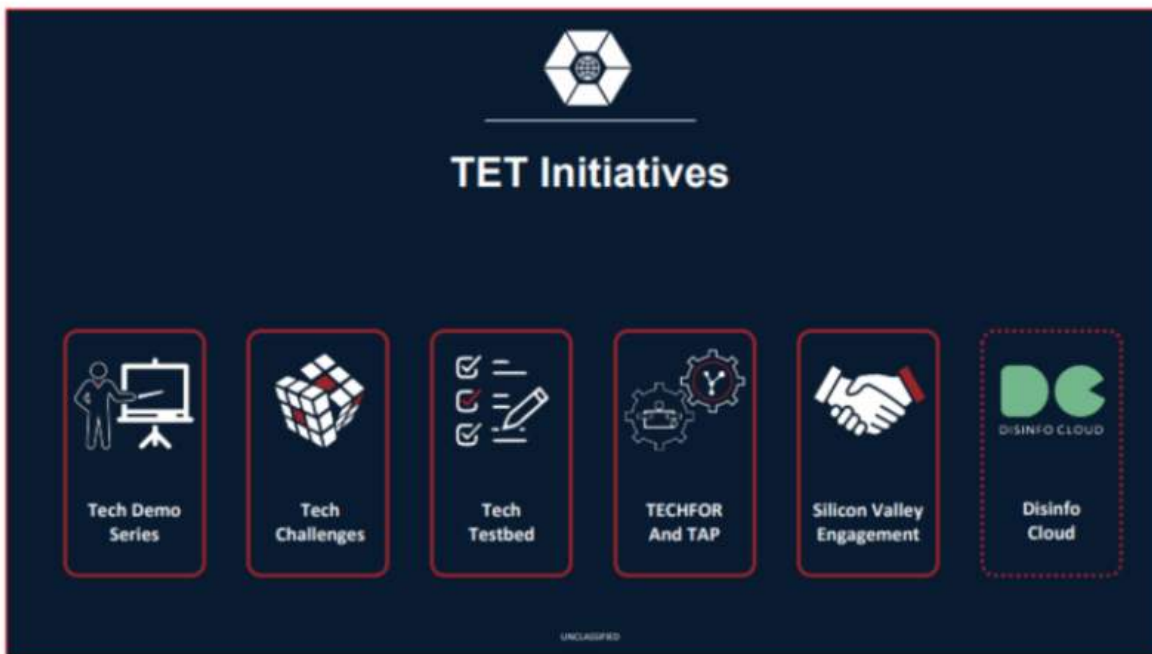 TET Initiatives
Tech Demo
Series
Tech
Challenges
Tech
Testbed
TECHFOR
And TAP
Silicon Valley
Engagement
DC
DISINFO CLOUD
Disinfo
Cloud
UNCLASSIFIED